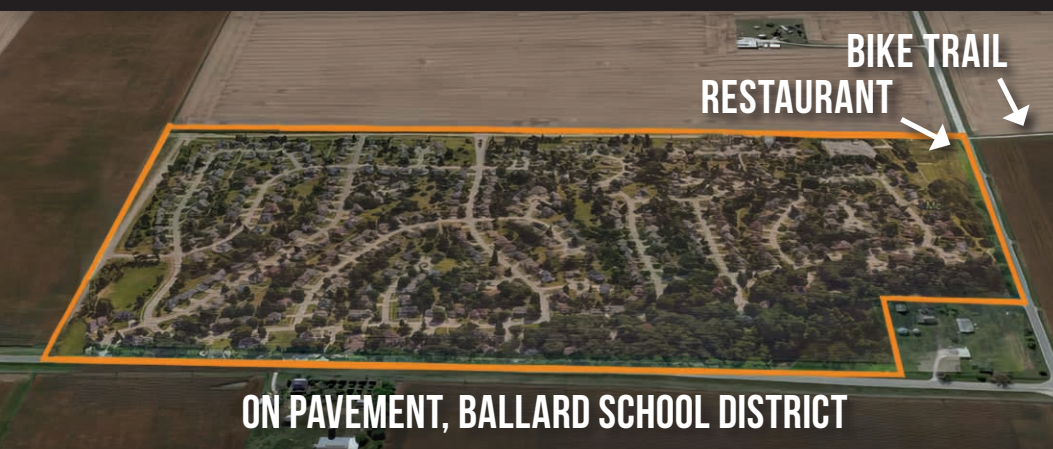 BIKE TRAIL
RESTAURANT
ON PAVEMENT, BALLARD SCHOOL DISTRICT